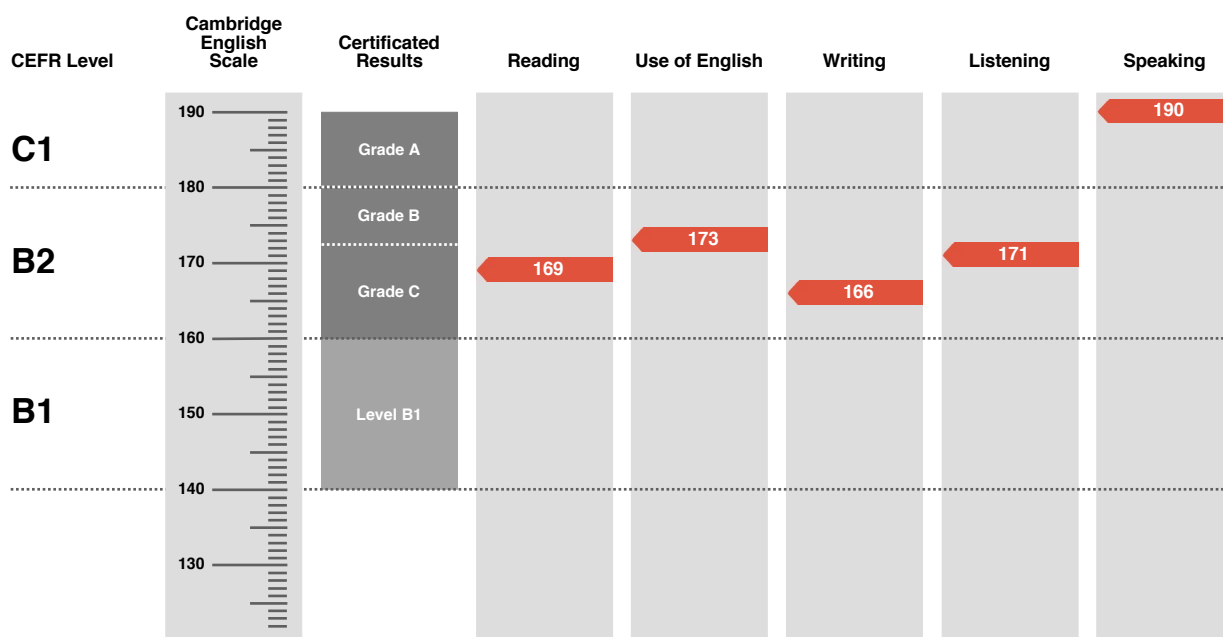 CEFR Level
Cambridge
English
Scale
Certificated
Results
Reading
Use of English
Writing
Listening
Speaking
190
190
C1
Grade A
180
Grade B
B2
173
171
170
169
166
Grade C
160
B1
150
Level B1
140
130